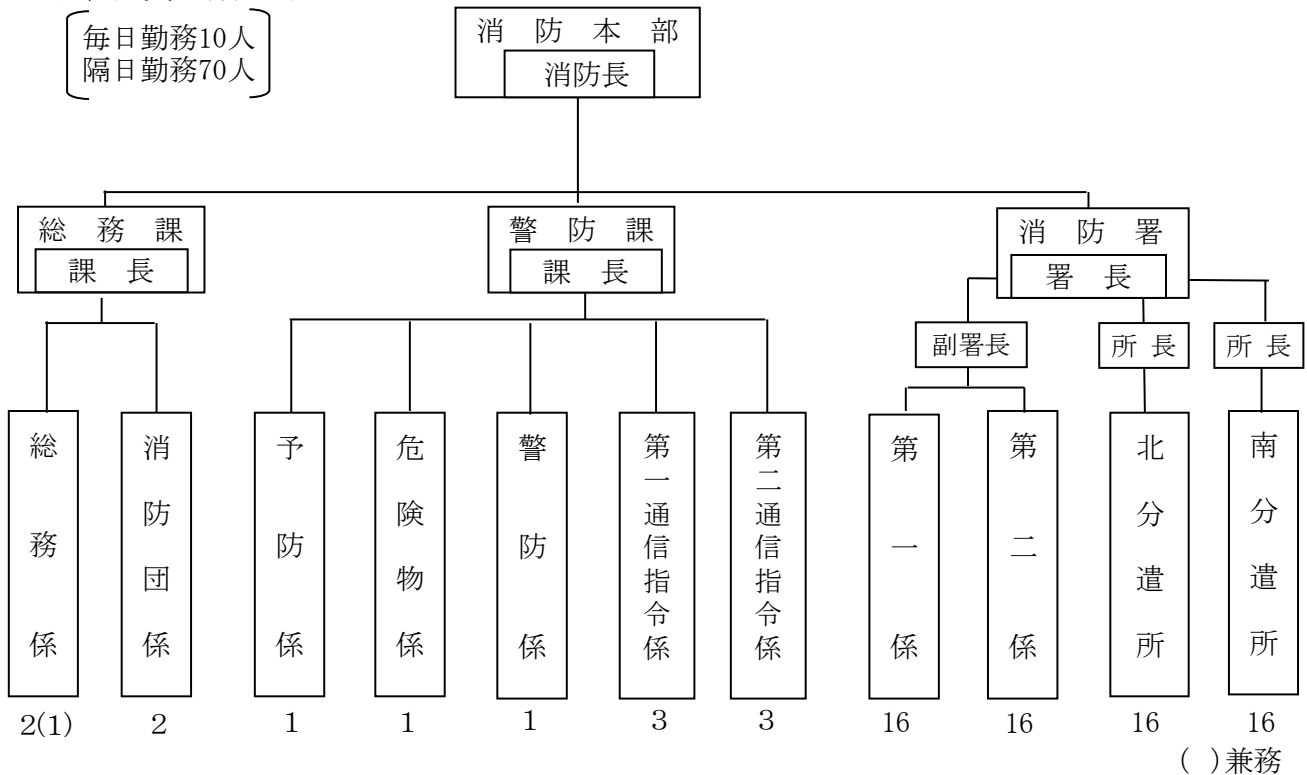 毎日勤務10人
隔日勤務70人
消防本部
消防長
総務課
課長
警防課
課長
消防署
署長
副署長
所長
所長
総務係
消防団係
予防係
危険物係
警防係
第一通信指令係
第二通信指令係
第一係
第二係
北分遣所
南分遣所
2(1)
2
1
1
1
3
3
16
16
16
16
( )兼務